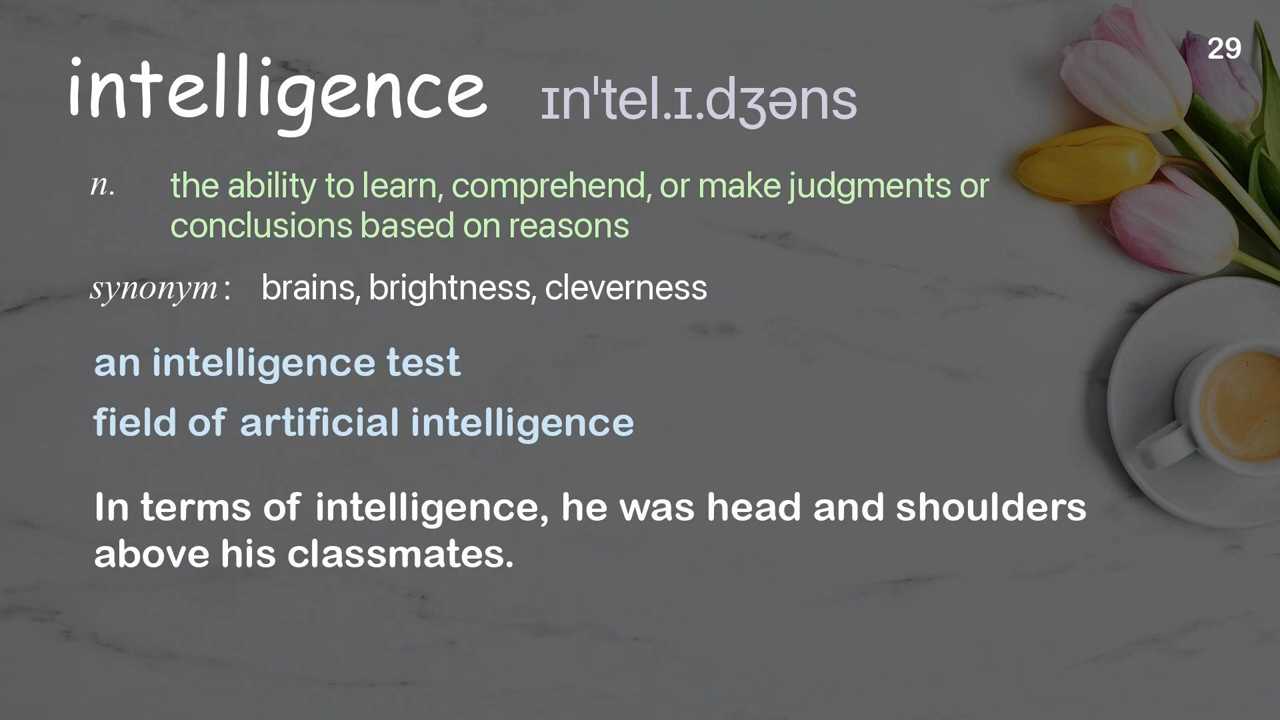 29
intelligence ɪnˈtel.ɪ.dʒəns
n. the ability to learn, comprehend, or make judgments or
conclusions based on reasons
synonym: brains, brightness, cleverness
an intelligence test
field of artificial intelligence
In terms of intelligence, he was head and shoulders
above his classmates.